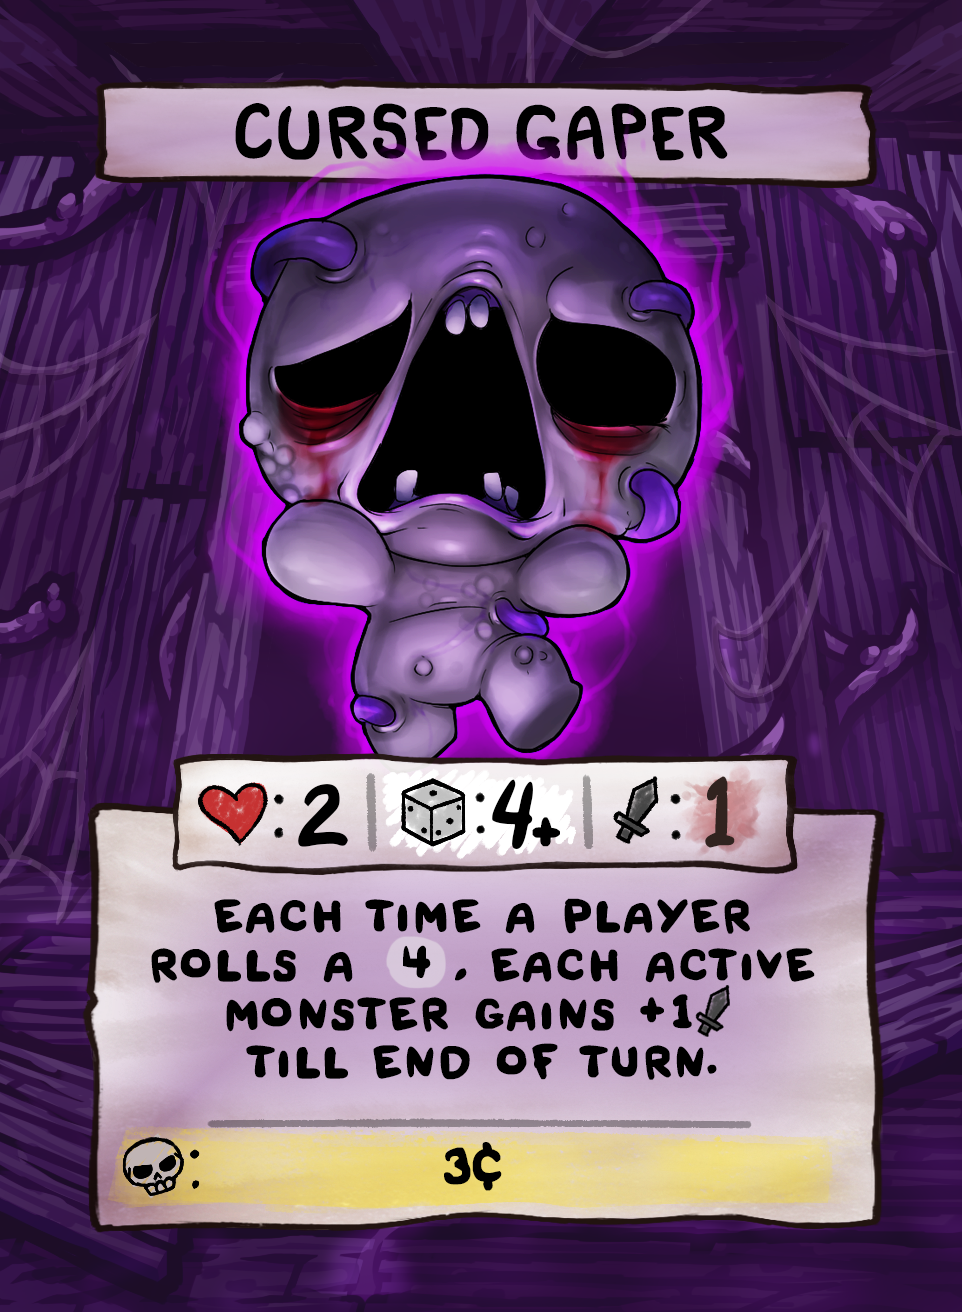 CURSED GAPER
:2 :4+ :1
EACH TIME A PLAYER
ROLLS A 4, EACH ACTIVE
MONSTER GAINS +1
TILL END OF TURN.
: 3¢